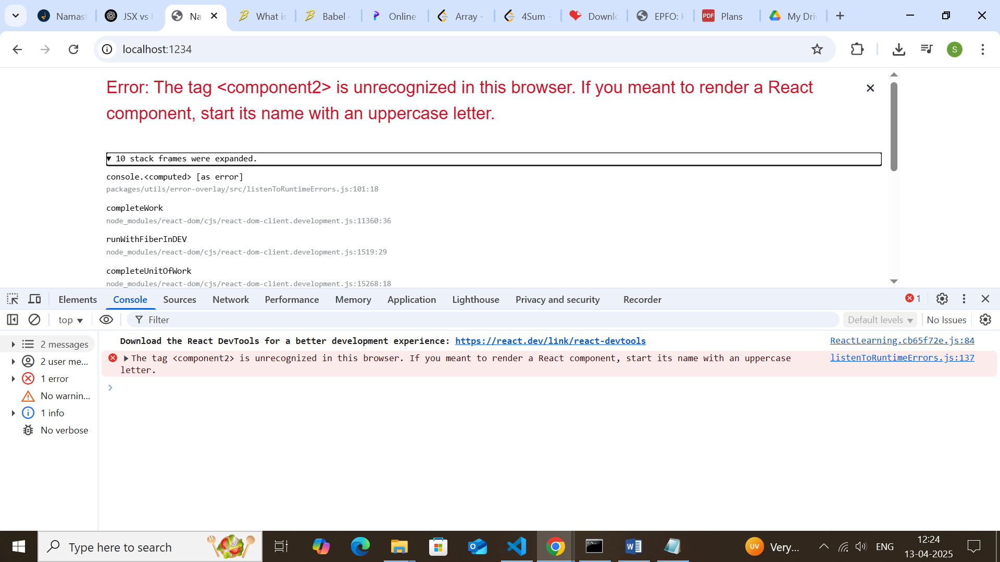 Namas
JSX vs
Na
What is
Babel
Online
Array -
4Sum -
Downlo
EPFO: H
PDF
Plans
My Driv
localhost:1234
S
Error: The tag <component2> is unrecognized in this browser. If you meant to render a React
component, start its name with an uppercase letter.
10 stack frames were expanded.
console.<computed> [as error]
packages/utils/error-overlay/src/listenToRuntimeErrors.js:101:18
completeWork
node_modules/react-dom/cjs/react-dom-client.development.js:11360:36
runWithFiberInDEV
node_modules/react-dom/cjs/react-dom-client.development.js:1519:29
completeUnitOfWork
node_modules/react-dom/cjs/react-dom-client.development.js:15268:18
Elements Console Sources Network Performance Memory Application Lighthouse Privacy and security Recorder 1
top Filter Default levels No Issues
2 messages
2 user me...
1 error
No warnin...
1 info
No verbose
Download the React DevTools for a better development experience: https://react.dev/link/react-devtools ReactLearning.cb65f72e.js:84
The tag <component2> is unrecognized in this browser. If you meant to render a React component, start its name with an uppercase listenToRuntimeErrors.js:137
letter.
Type here to search
UV
Very...
ENG
12:24
13-04-2025